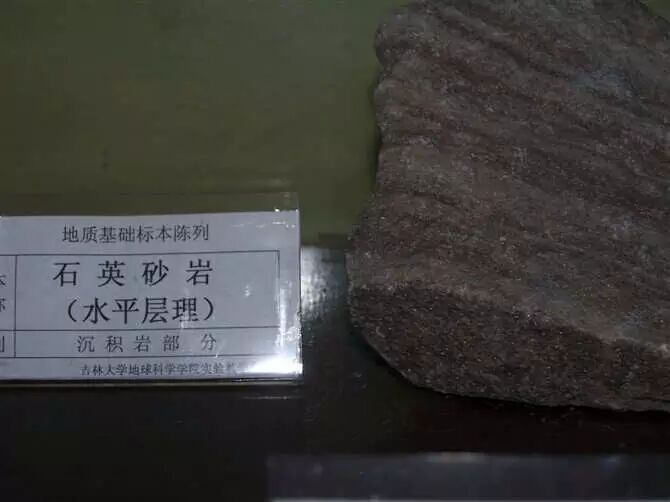 地质基础标本陈列
石英砂岩
（水平层理）
沉积岩部分
吉林大学地球科学学院实验